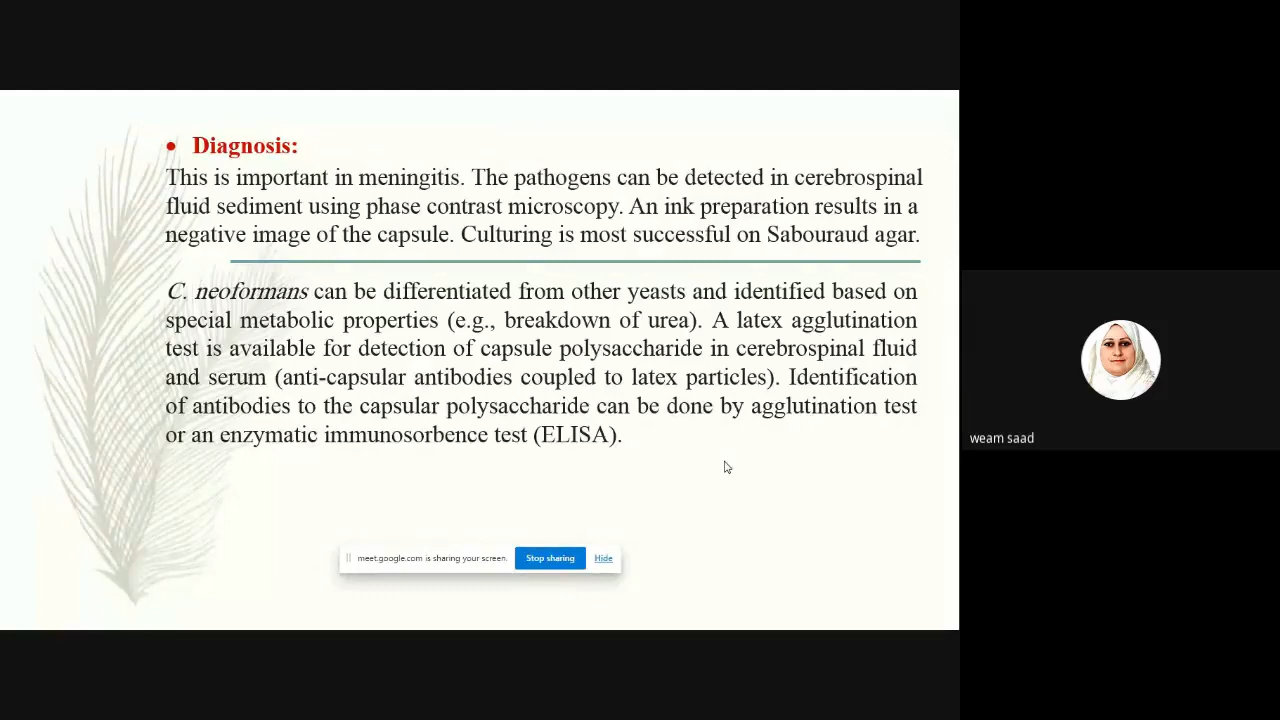 • Diagnosis:
This is important in meningitis. The pathogens can be detected in cerebrospinal
fluid sediment using phase contrast microscopy. An ink preparation results in a
negative image of the capsule. Culturing is most successful on Sabouraud agar.
C. neoformans can be differentiated from other yeasts and identified based on
special metabolic properties (e.g., breakdown of urea). A latex agglutination
test is available for detection of capsule polysaccharide in cerebrospinal fluid
and serum (anti-capsular antibodies coupled to latex particles). Identification
of antibodies to the capsular polysaccharide can be done by agglutination test
or an enzymatic immunosorbence test (ELISA).
meet.google.com is sharing your screen. Stop sharing Hide
weam saad